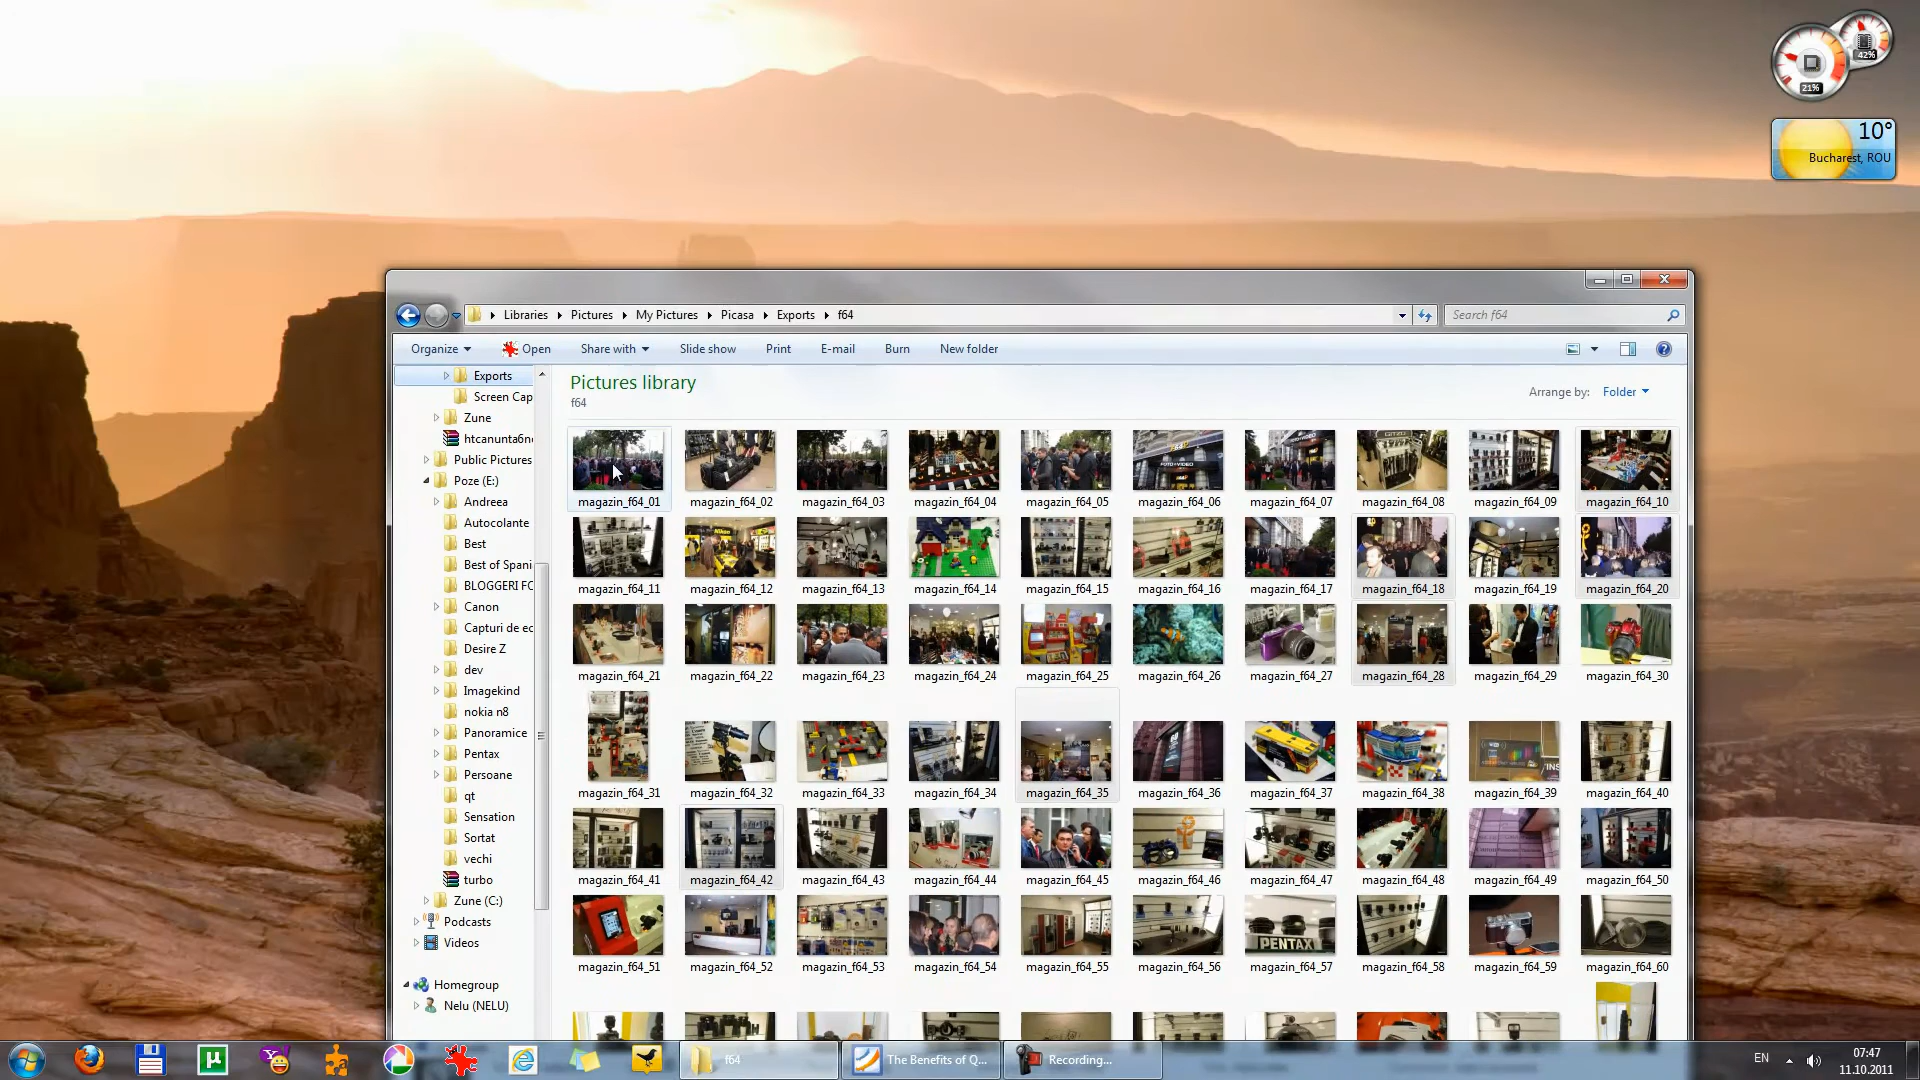 42%
21%
10°
Bucharest, ROU
Libraries
Pictures
My Pictures
Picasa
Exports
f64
Search f64
Organize
Open
Share with
Slide show
Print
E-mail
Burn
New folder
Exports
Screen Cap
Zune
htcanunta6n
Public Pictures
Poze (E:)
Andreea
Autocolante
Best
Best of Spani
BLOGGERI FO
Canon
Capturi de ec
Desire Z
dev
Imagekind
nokia n8
Panoramice
Pentax
Persoane
qt
Sensation
Sortat
vechi
turbo
Zune (C:)
Podcasts
Videos
Homegroup
Nelu (NELU)
Pictures library
f64
Arrange by: Folder
magazin_f64_01 magazin_f64_02 magazin_f64_03 magazin_f64_04 magazin_f64_05 magazin_f64_06 magazin_f64_07 magazin_f64_08 magazin_f64_09 magazin_f64_10
magazin_f64_11 magazin_f64_12 magazin_f64_13 magazin_f64_14 magazin_f64_15 magazin_f64_16 magazin_f64_17 magazin_f64_18 magazin_f64_19 magazin_f64_20
magazin_f64_21 magazin_f64_22 magazin_f64_23 magazin_f64_24 magazin_f64_25 magazin_f64_26 magazin_f64_27 magazin_f64_28 magazin_f64_29 magazin_f64_30
magazin_f64_31 magazin_f64_32 magazin_f64_33 magazin_f64_34 magazin_f64_35 magazin_f64_36 magazin_f64_37 magazin_f64_38 magazin_f64_39 magazin_f64_40
magazin_f64_41 magazin_f64_42 magazin_f64_43 magazin_f64_44 magazin_f64_45 magazin_f64_46 magazin_f64_47 magazin_f64_48 magazin_f64_49 magazin_f64_50
PENTAX
magazin_f64_51 magazin_f64_52 magazin_f64_53 magazin_f64_54 magazin_f64_55 magazin_f64_56 magazin_f64_57 magazin_f64_58 magazin_f64_59 magazin_f64_60
f64
The Benefits of Q...
Recording...
EN
07:47
11.10.2011